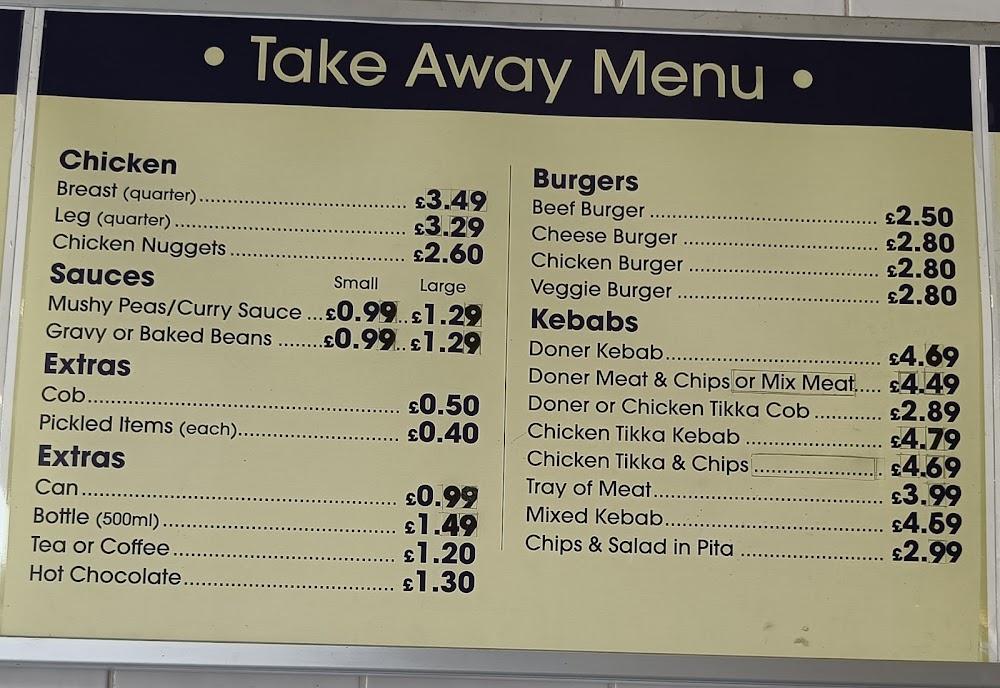 • Take Away Menu •
Chicken
Breast (quarter)........ £3.49
Leg (quarter)........ £3.29
Chicken Nuggets........ £2.60
Sauces Small Large
Mushy Peas/Curry Sauce ...£0.99.. £1.29
Gravy or Baked Beans .......£0.99.. £1.29
Extras
Cob........ £0.50
Pickled Items (each)........ £0.40
Extras
Can........ £0.99
Bottle (500ml)........ £1.49
Tea or Coffee........ £1.20
Hot Chocolate........ £1.30
Burgers
Beef Burger ........ £2.50
Cheese Burger ........ £2.80
Chicken Burger ........ £2.80
Veggie Burger ........ £2.80
Kebabs
Doner Kebab........ £4.69
Doner Meat & Chips or Mix Meat.... £4.49
Doner or Chicken Tikka Cob ........ £2.89
Chicken Tikka Kebab ........ £4.79
Chicken Tikka & Chips ........ £4.69
Tray of Meat........ £3.99
Mixed Kebab........ £4.59
Chips & Salad in Pita ........ £2.99